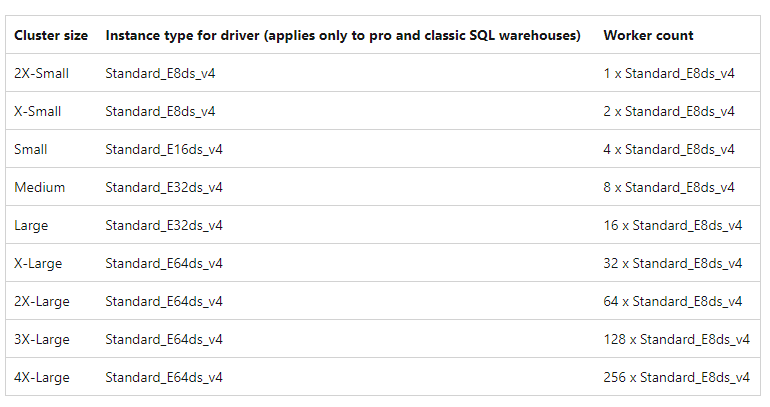 Cluster size Instance type for driver (applies only to pro and classic SQL warehouses) Worker count
2X-Small Standard_E8ds_v4 1 x Standard_E8ds_v4
X-Small Standard_E8ds_v4 2 x Standard_E8ds_v4
Small Standard_E16ds_v4 4 x Standard_E8ds_v4
Medium Standard_E32ds_v4 8 x Standard_E8ds_v4
Large Standard_E32ds_v4 16 x Standard_E8ds_v4
X-Large Standard_E64ds_v4 32 x Standard_E8ds_v4
2X-Large Standard_E64ds_v4 64 x Standard_E8ds_v4
3X-Large Standard_E64ds_v4 128 x Standard_E8ds_v4
4X-Large Standard_E64ds_v4 256 x Standard_E8ds_v4